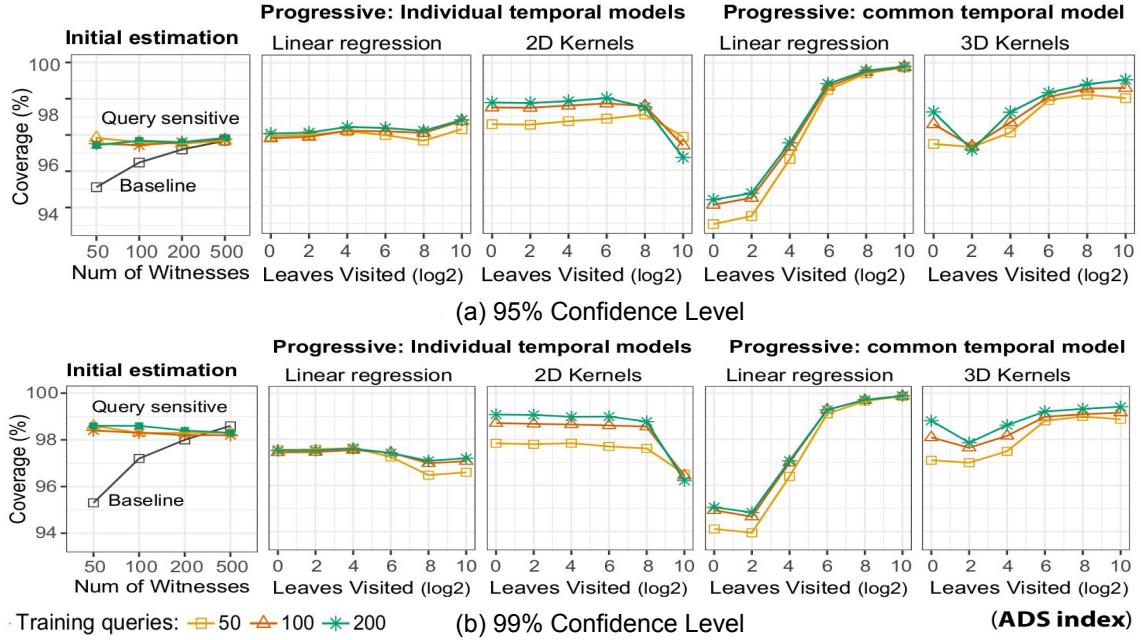 Progressive: Individual temporal models Progressive: common temporal model
Initial estimation Linear regression 2D Kernels Linear regression 3D Kernels
Coverage (%)
100
98
96
94
Query sensitive
Baseline
50 100 200 500 0 2 4 6 8 10 0 2 4 6 8 10 0 2 4 6 8 10 0 2 4 6 8 10
Num of Witnesses Leaves Visited (log2) Leaves Visited (log2) Leaves Visited (log2) Leaves Visited (log2)
(a) 95% Confidence Level
Progressive: Individual temporal models Progressive: common temporal model
Initial estimation Linear regression 2D Kernels Linear regression 3D Kernels
Coverage (%)
100
98
96
94
Query sensitive
Baseline
50 100 200 500 0 2 4 6 8 10 0 2 4 6 8 10 0 2 4 6 8 10 0 2 4 6 8 10
Num of Witnesses Leaves Visited (log2) Leaves Visited (log2) Leaves Visited (log2) Leaves Visited (log2)
Training queries: 50 100 200 (b) 99% Confidence Level (ADS index)